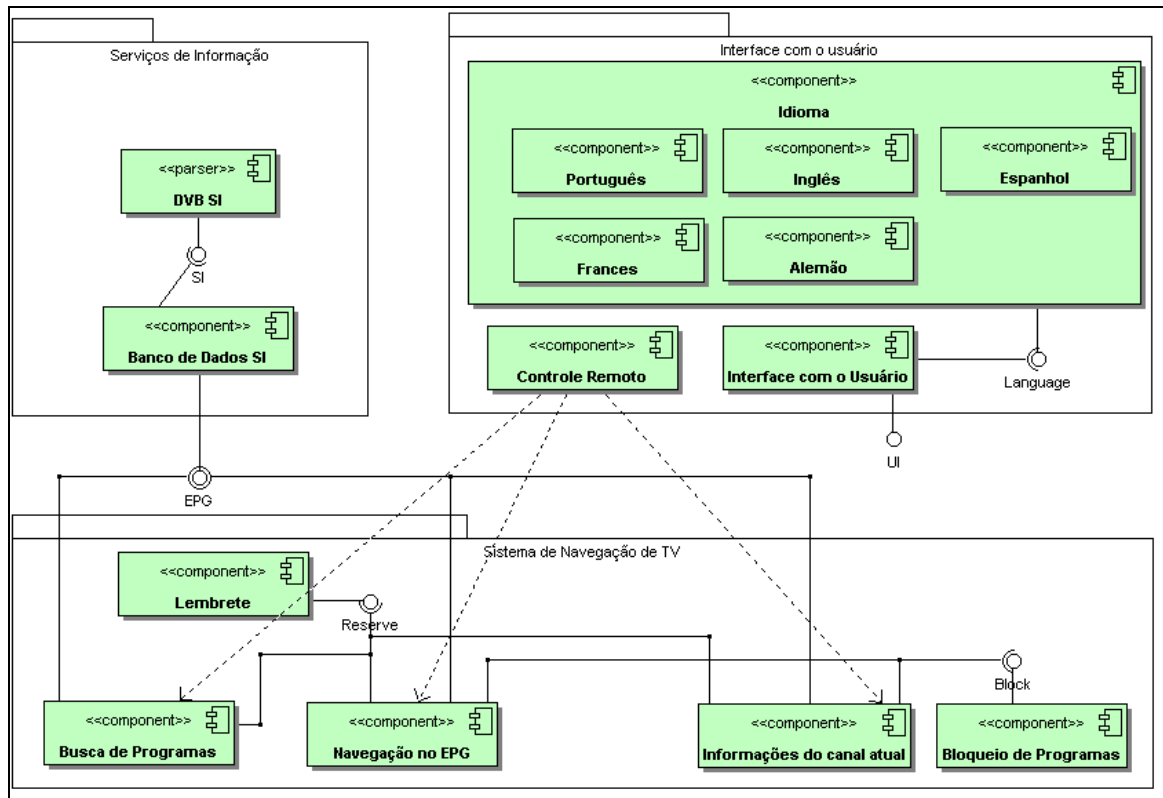 Serviços de Informação
<<parser>>
DVB SI
SI
<<component>>
Banco de Dados SI
Interface com o usuário
<<component>>
Idioma
<<component>>
Português
<<component>>
Inglês
<<component>>
Espanhol
<<component>>
Frances
<<component>>
Alemão
<<component>>
Controle Remoto
<<component>>
Interface com o Usuário
Language
UI
EPG
Sistema de Navegação de TV
<<component>>
Lembrete
Reserve
Block
<<component>>
Busca de Programas
<<component>>
Navegação no EPG
<<component>>
Informações do canal atual
<<component>>
Bloqueio de Programas